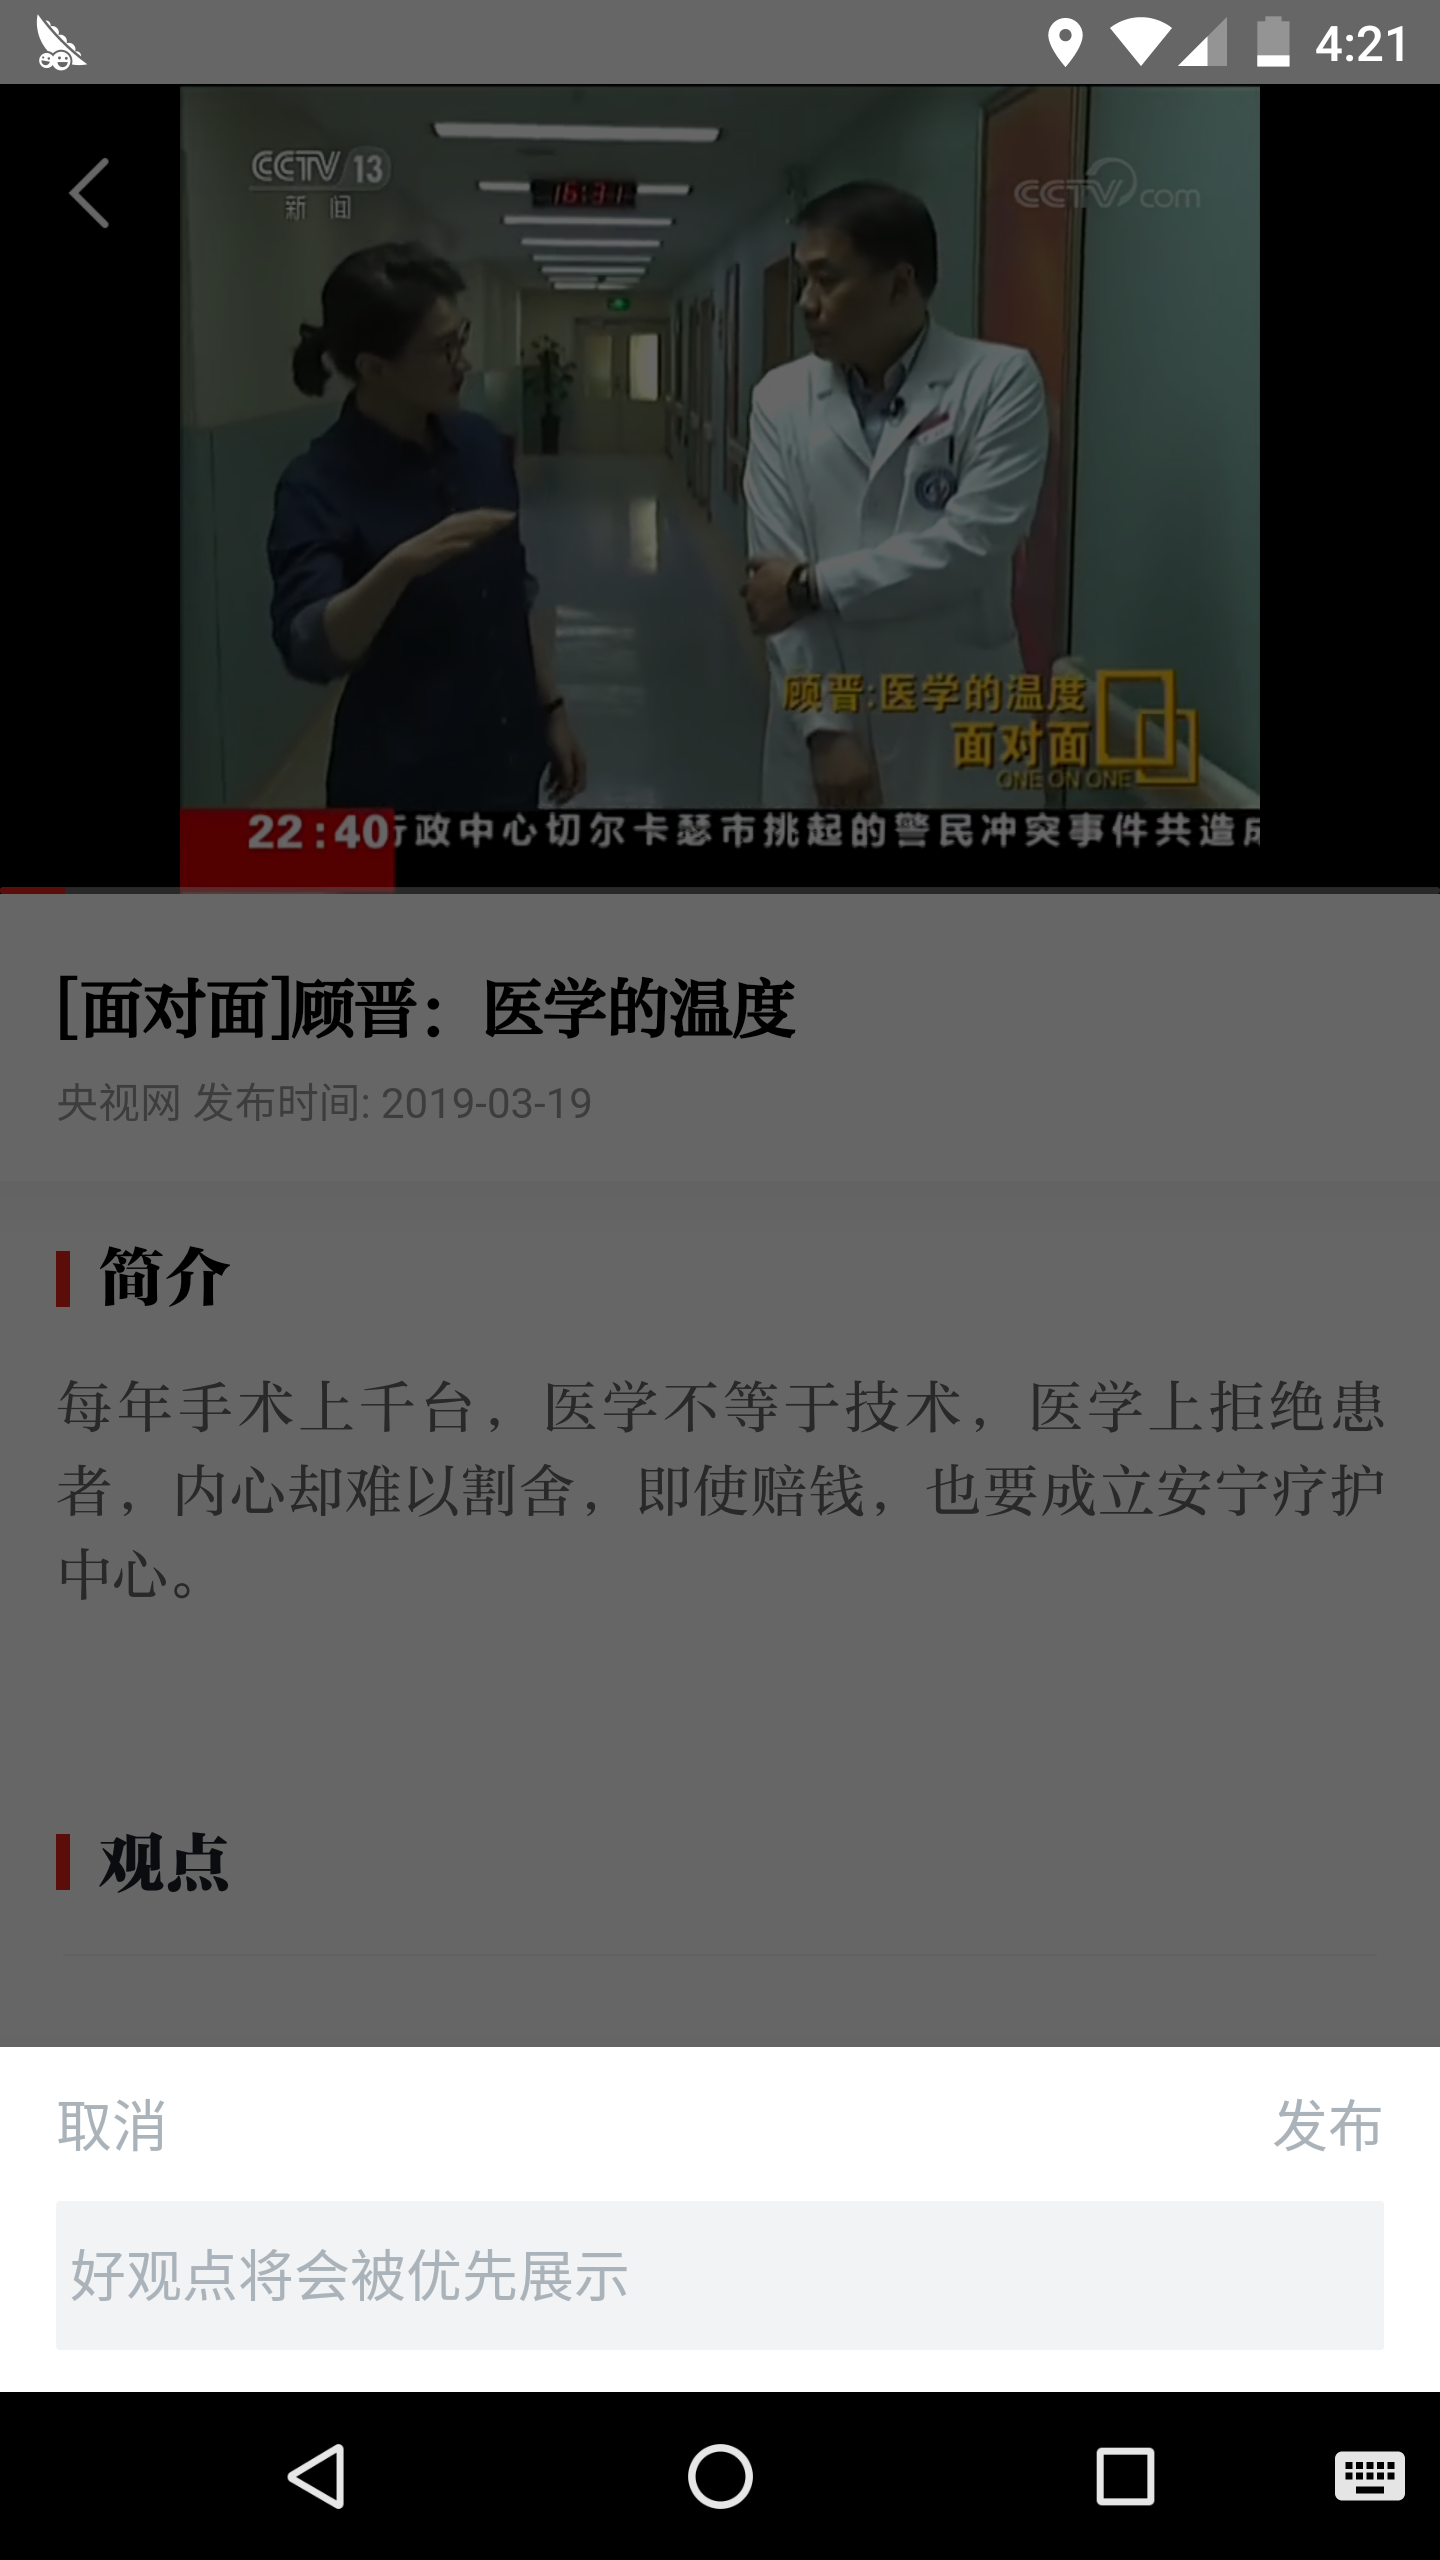 4:21
CCTV 13
新闻
16:31
CCTV com
顾晋:医学的温度
面对面
ONE ON ONE
22:40
政中心切尔卡瑟市挑起的警民冲突事件共造
[面对面]顾晋：医学的温度
央视网 发布时间: 2019-03-19
简介
每年手术上千台，医学不等于技术，医学上拒绝患
者，内心却难以割舍，即使赔钱，也要成立安宁疗护
中心。
观点
取消
发布
好观点将会被优先展示